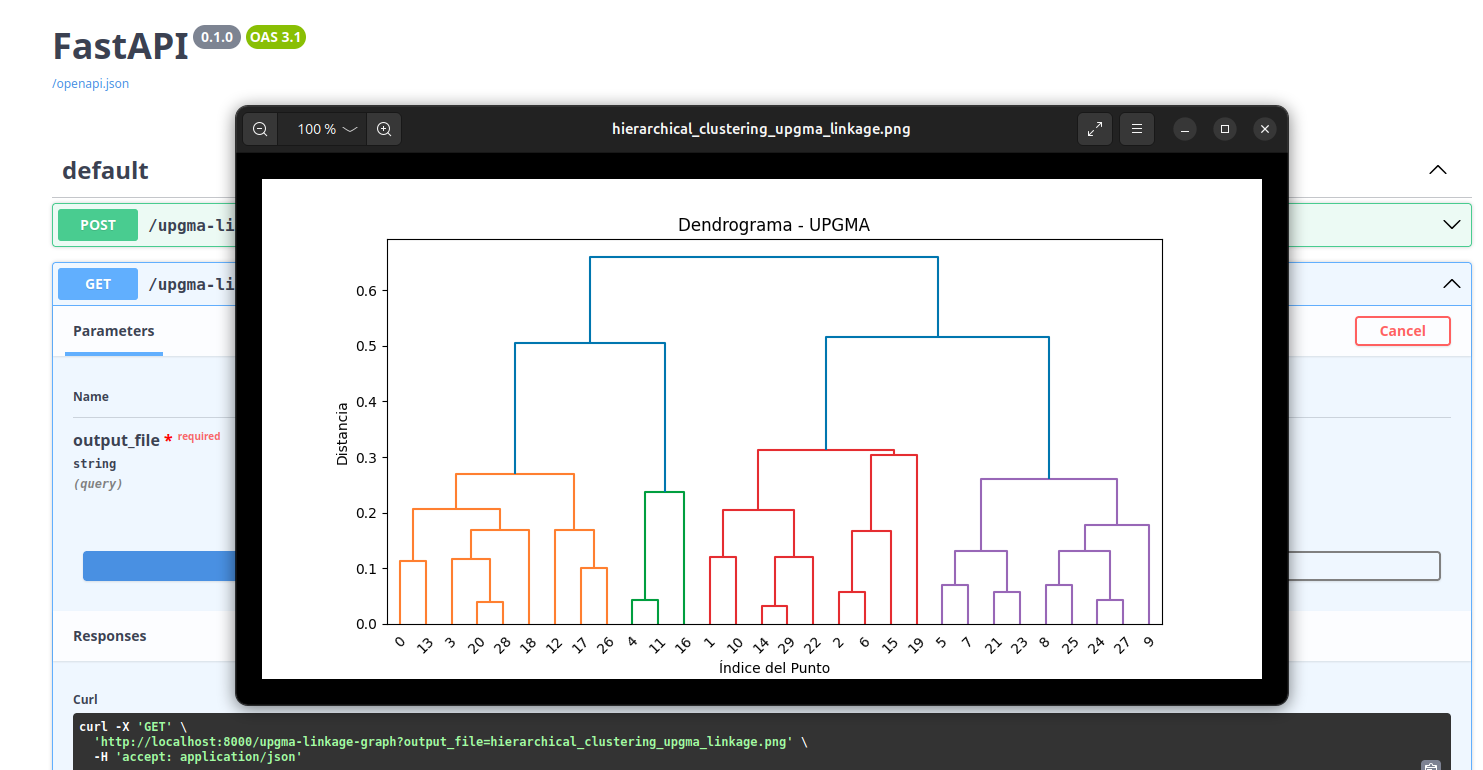 FastAPI 0.1.0 OAS 3.1
/openapi.json
100 %
hierarchical_clustering_upgma_linkage.png
default
POST /upgma-li
GET /upgma-li
Parameters
Cancel
Name
output_file * required
string
(query)
Dendrograma - UPGMA
Distancia
0.6
0.5
0.4
0.3
0.2
0.1
0.0
0 13 3 20 28 18 12 17 26 4 11 16 1 10 14 29 22 2 6 15 19 5 7 21 23 8 25 24 27 9
Índice del Punto
Responses
Curl
curl -X 'GET' \
'http://localhost:8000/upgma-linkage-graph?output_file=hierarchical_clustering_upgma_linkage.png' \
-H 'accept: application/json'